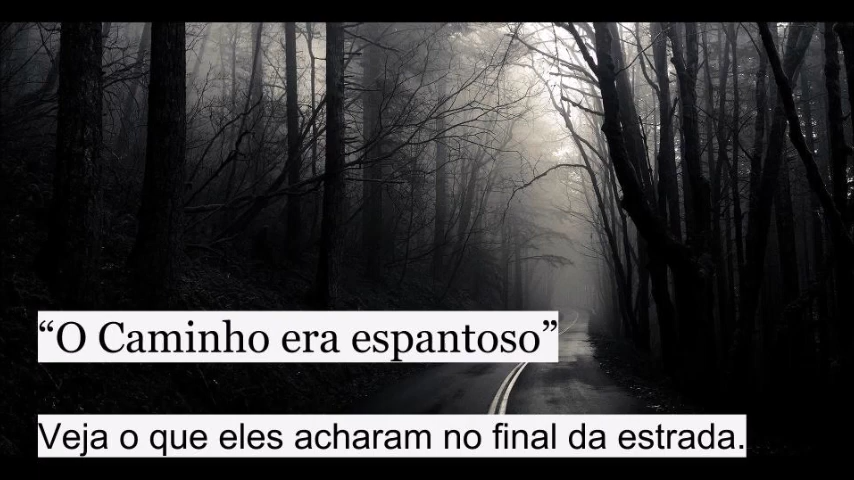 “O Caminho era espantoso”
Veja o que eles acharam no final da estrada.